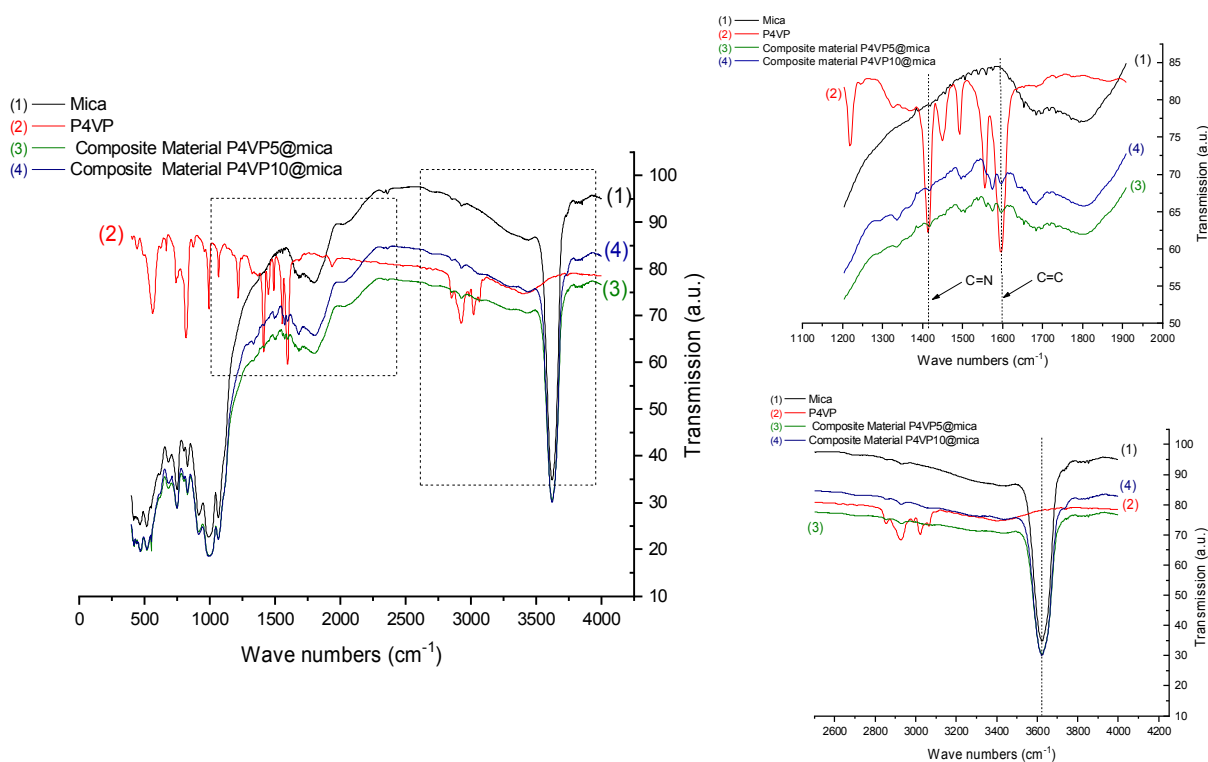 (1) Mica
(2) P4VP
(3) Composite Material P4VP5@mica
(4) Composite Material P4VP10@mica
(2)
(1)
(4)
(3)
100
90
80
70
60
50
40
30
20
10
Transmission (a.u.)
0 500 1000 1500 2000 2500 3000 3500 4000
Wave numbers (cm⁻¹)
(1) Mica
(2) P4VP
(3) Composite material P4VP5@mica
(4) Composite material P4VP10@mica
(2)
(1)
(4)
(3)
C=N
C=C
85
80
75
70
65
60
55
50
Transmission (a.u.)
1100 1200 1300 1400 1500 1600 1700 1800 1900 2000
Wave numbers (cm⁻¹)
(1) Mica
(2) P4VP
(3) Composite Material P4VP5@mica
(4) Composite Material P4VP10@mica
(1)
(4)
(2)
(3)
100
90
80
70
60
50
40
30
20
10
Transmission (a.u.)
2600 2800 3000 3200 3400 3600 3800 4000 4200
Wave numbers (cm⁻¹)